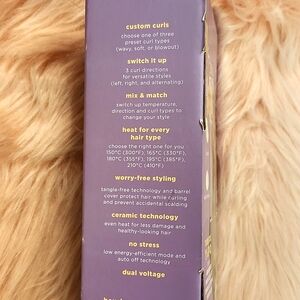 custom curls
choose one of three
preset curl types
(wavy, soft, or blowout)
switch it up
3 curl directions
for versatile styles
(left, right, and alternating)
mix & match
switch up temperature,
direction and curl types to
change your style
heat for every
hair type
choose the right one for you
150°C (300°F), 165°C (330°F),
180°C (355°F), 195°C (385°F),
210°C (410°F)
worry-free styling
tangle-free technology and barrel
cover protect hair while curling
and prevent accidental scalding
ceramic technology
even heat for less damage and
healthy-looking hair
no stress
low energy-efficient mode and
auto off technology
dual voltage